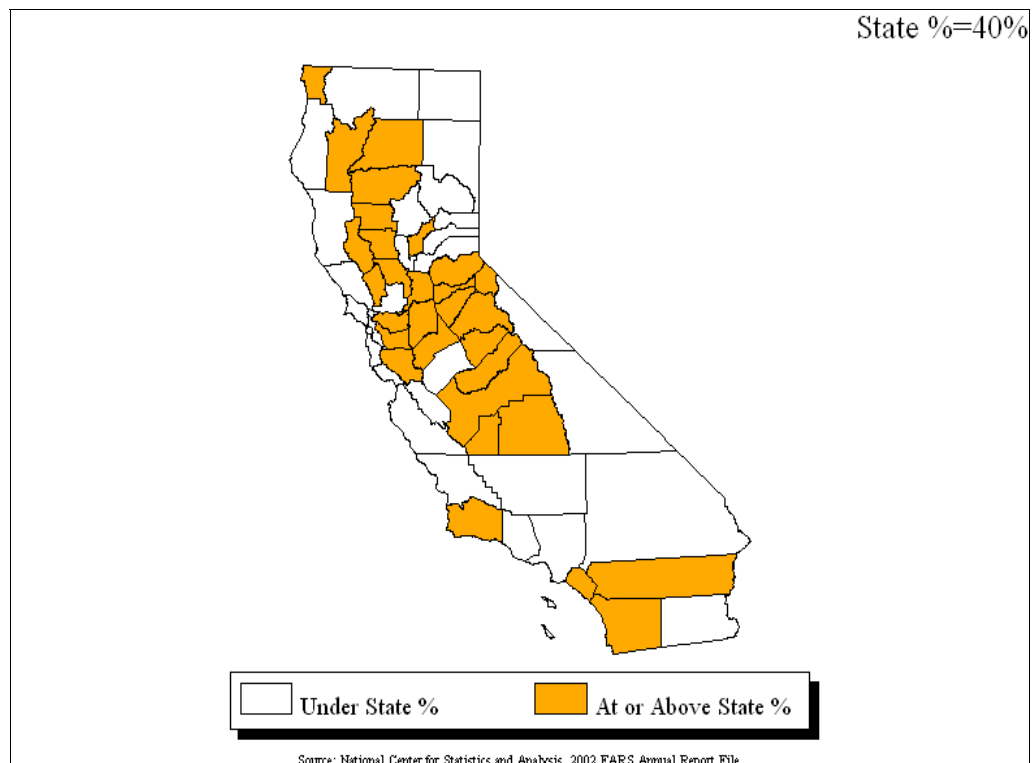 State %=40%
Under State %
At or Above State %
Source: National Center for Statistics and Analysis, 2002 FARS Annual Report File